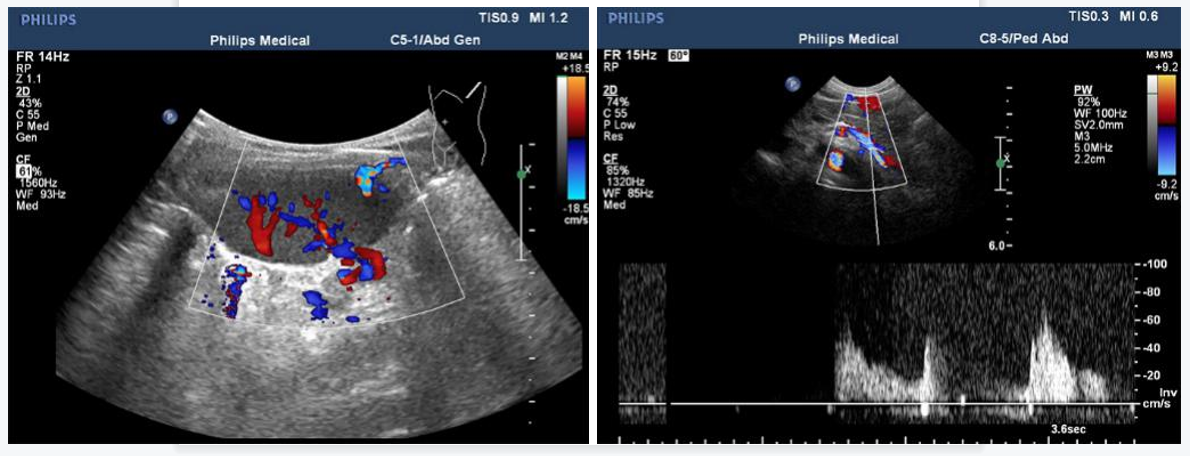 PHILIPS
TIS0.9 MI 1.2
Philips Medical
C5-1/Abd Gen
FR 14Hz
RP
Z 1.1
2D
43%
C 55
P Med
Gen
CF
61%
1560Hz
WF 93Hz
Med
M2 M4
+18.5
-18.5
cm/s
x
P
PHILIPS
TIS0.3 MI 0.6
Philips Medical
C8-5/Ped Abd
FR 15Hz 60°
RP
2D
74%
C 55
P Low
Res
CF
85%
1320Hz
WF 85Hz
Med
P
x
6.0-
PW
92%
WF 100Hz
SV2.0mm
M3
5.0MHz
2.2cm
M3 M3
+9.2
-9.2
cm/s
-100
-80
-60
-40
-20
Inv
cm/s
3.6sec